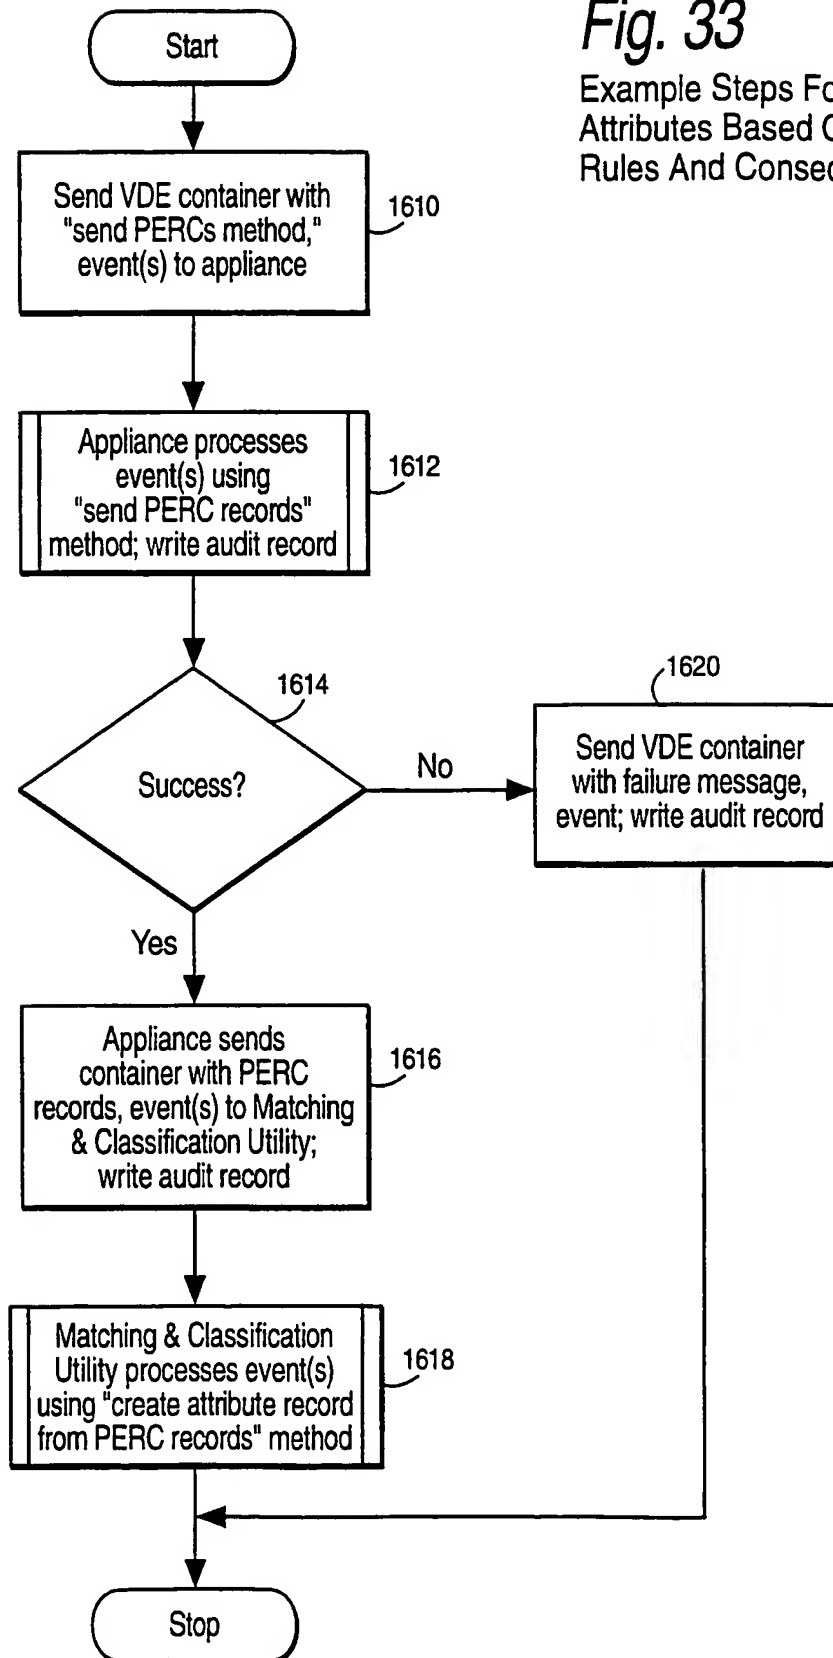 Fig. 33
Example Steps Fo
Attributes Based O
Rules And Conseq
Start
Send VDE container with
"send PERCs method,"
event(s) to appliance
1610
Appliance processes
event(s) using
"send PERC records"
method; write audit record
1612
1614
Success?
No
1620
Send VDE container
with failure message,
event; write audit record
Yes
Appliance sends
container with PERC
records, event(s) to Matching
& Classification Utility;
write audit record
1616
Matching & Classification
Utility processes event(s)
using "create attribute record
from PERC records" method
1618
Stop